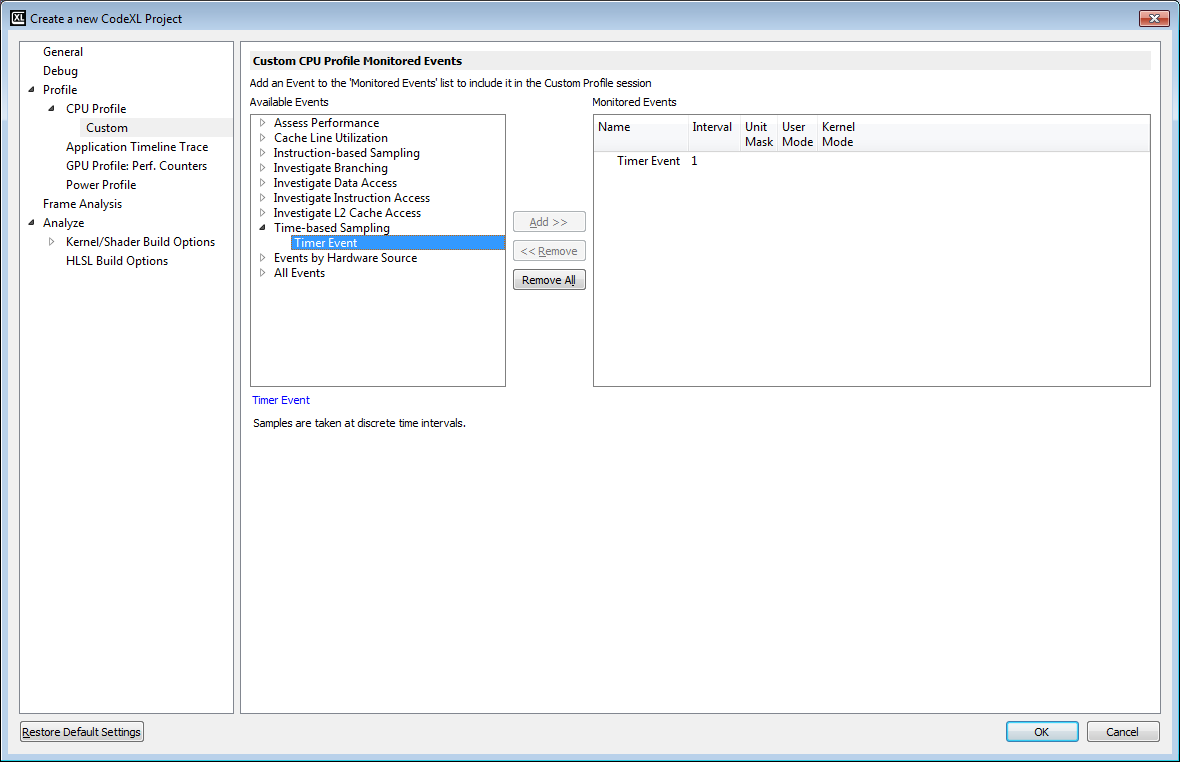 XL Create a new CodeXL Project
General
Debug
Profile
CPU Profile
Custom
Application Timeline Trace
GPU Profile: Perf. Counters
Power Profile
Frame Analysis
Analyze
Kernel/Shader Build Options
HLSL Build Options
Custom CPU Profile Monitored Events
Add an Event to the 'Monitored Events' list to include it in the Custom Profile session
Available Events
Assess Performance
Cache Line Utilization
Instruction-based Sampling
Investigate Branching
Investigate Data Access
Investigate Instruction Access
Investigate L2 Cache Access
Time-based Sampling
Timer Event
Events by Hardware Source
All Events
Add >>
<< Remove
Remove All
Monitored Events
Name Interval Unit Mask User Mode Kernel Mode
Timer Event 1
Timer Event
Samples are taken at discrete time intervals.
Restore Default Settings
OK
Cancel